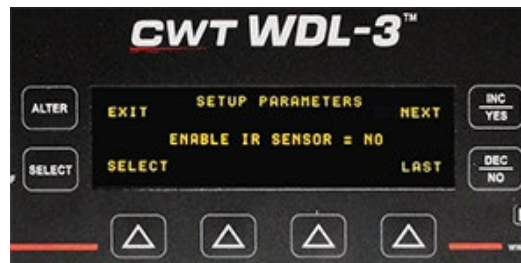 CWT WDL-3™
ALTER
EXIT
SETUP PARAMETERS
NEXT
INC
YES
ENABLE IR SENSOR = NO
SELECT
SELECT
LAST
DEC
NO